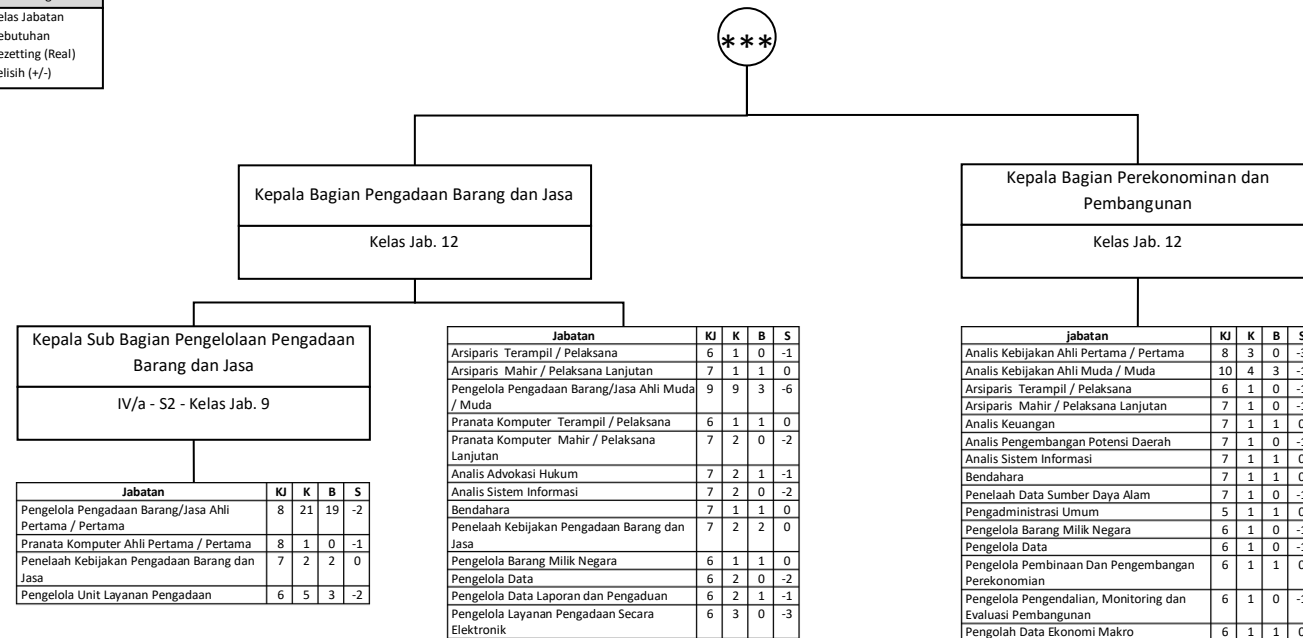 elas Jabatan
ebutuhan
ezetting (Real)
elisih (+/-)
***
Kepala Bagian Pengadaan Barang dan Jasa
Kelas Jab. 12
Kepala Bagian Perekonominan dan
Pembangunan
Kelas Jab. 12
Kepala Sub Bagian Pengelolaan Pengadaan
Barang dan Jasa
IV/a - S2 - Kelas Jab. 9
Jabatan KJ K B S
Pengelola Pengadaan Barang/Jasa Ahli 8 21 19 -2
Pertama / Pertama
Pranata Komputer Ahli Pertama / Pertama 8 1 0 -1
Penelaah Kebijakan Pengadaan Barang dan 7 2 2 0
Jasa
Pengelola Unit Layanan Pengadaan 6 5 3 -2
Jabatan KJ K B S
Arsiparis Terampil / Pelaksana 6 1 0 -1
Arsiparis Mahir / Pelaksana Lanjutan 7 1 1 0
Pengelola Pengadaan Barang/Jasa Ahli Muda 9 9 3 -6
/ Muda
Pranata Komputer Terampil / Pelaksana 6 1 1 0
Pranata Komputer Mahir / Pelaksana 7 2 0 -2
Lanjutan
Analis Advokasi Hukum 7 2 1 -1
Analis Sistem Informasi 7 2 0 -2
Bendahara 7 1 1 0
Penelaah Kebijakan Pengadaan Barang dan 7 2 2 0
Jasa
Pengelola Barang Milik Negara 6 1 1 0
Pengelola Data 6 2 0 -2
Pengelola Data Laporan dan Pengaduan 6 2 1 -1
Pengelola Layanan Pengadaan Secara 6 3 0 -3
Elektronik
jabatan KJ K B S
Analis Kebijakan Ahli Pertama / Pertama 8 3 0
Analis Kebijakan Ahli Muda / Muda 10 4 3
Arsiparis Terampil / Pelaksana 6 1 0
Arsiparis Mahir / Pelaksana Lanjutan 7 1 0
Analis Keuangan 7 1 1
Analis Pengembangan Potensi Daerah 7 1 0
Analis Sistem Informasi 7 1 1
Bendahara 7 1 1
Penelaah Data Sumber Daya Alam 7 1 0
Pengadministrasi Umum 5 1 1
Pengelola Barang Milik Negara 6 1 0
Pengelola Data 6 1 0
Pengelola Pembinaan Dan Pengembangan 6 1 1
Perekonomian
Pengelola Pengendalian, Monitoring dan 6 1 0
Evaluasi Pembangunan
Pengolah Data Ekonomi Makro 6 1 1